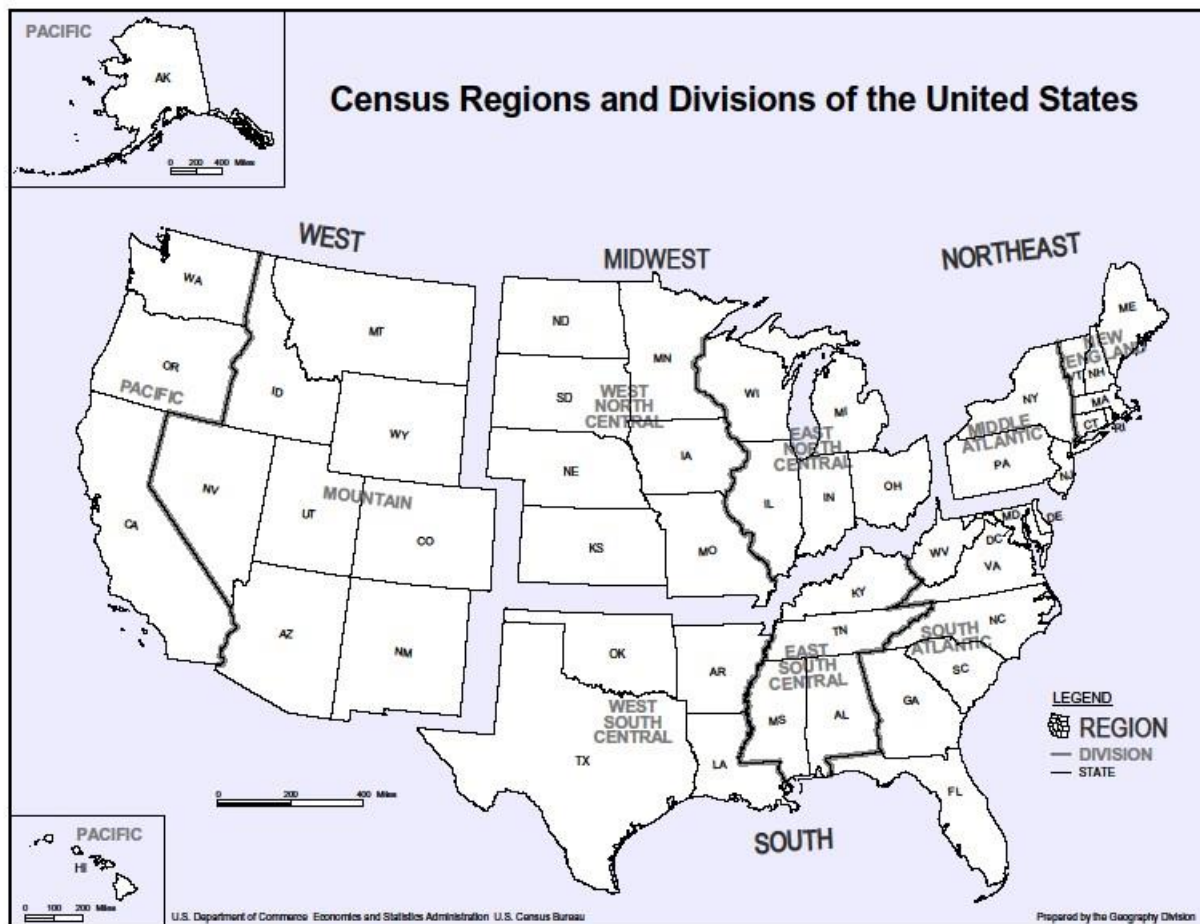 PACIFIC
AK
0 200 400 Miles
Census Regions and Divisions of the United States
WEST
MIDWEST
NORTHEAST
WA
MT
ND
MN
ME
OR
PACIFIC
ID
SD
WEST
NORTH
CENTRAL
WI
MI
NEW
ENGLAND
VT
NH
NY
MA
CT
RI
MIDDLE
ATLANTIC
WY
IA
EAST
NORTH
CENTRAL
PA
NJ
NE
NV
MOUNTAIN
UT
CO
CA
IL
IN
OH
KS
MO
MD
DE
DC
WV
VA
KY
AZ
NM
OK
AR
TN
NC
SOUTH
ATLANTIC
SC
EAST
SOUTH
CENTRAL
WEST
SOUTH
CENTRAL
MS
AL
GA
TX
LA
FL
LEGEND
REGION
DIVISION
STATE
0 200 400 Miles
SOUTH
PACIFIC
HI
0 100 200 Miles
U.S. Department of Commerce Economics and Statistics Administration U.S. Census Bureau
Prepared by the Geography Division